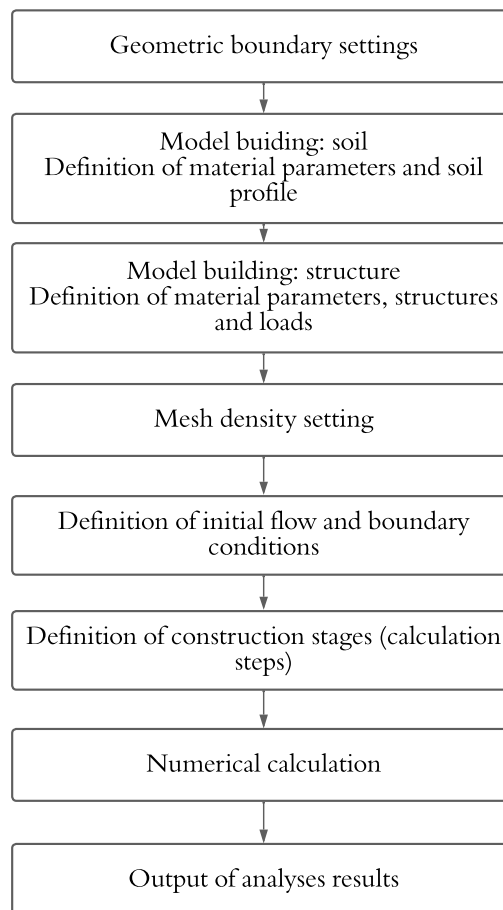 Geometric boundary settings
Model buiding: soil
Definition of material parameters and soil
profile
Model building: structure
Definition of material parameters, structures
and loads
Mesh density setting
Definition of initial flow and boundary
conditions
Definition of construction stages (calculation
steps)
Numerical calculation
Output of analyses results